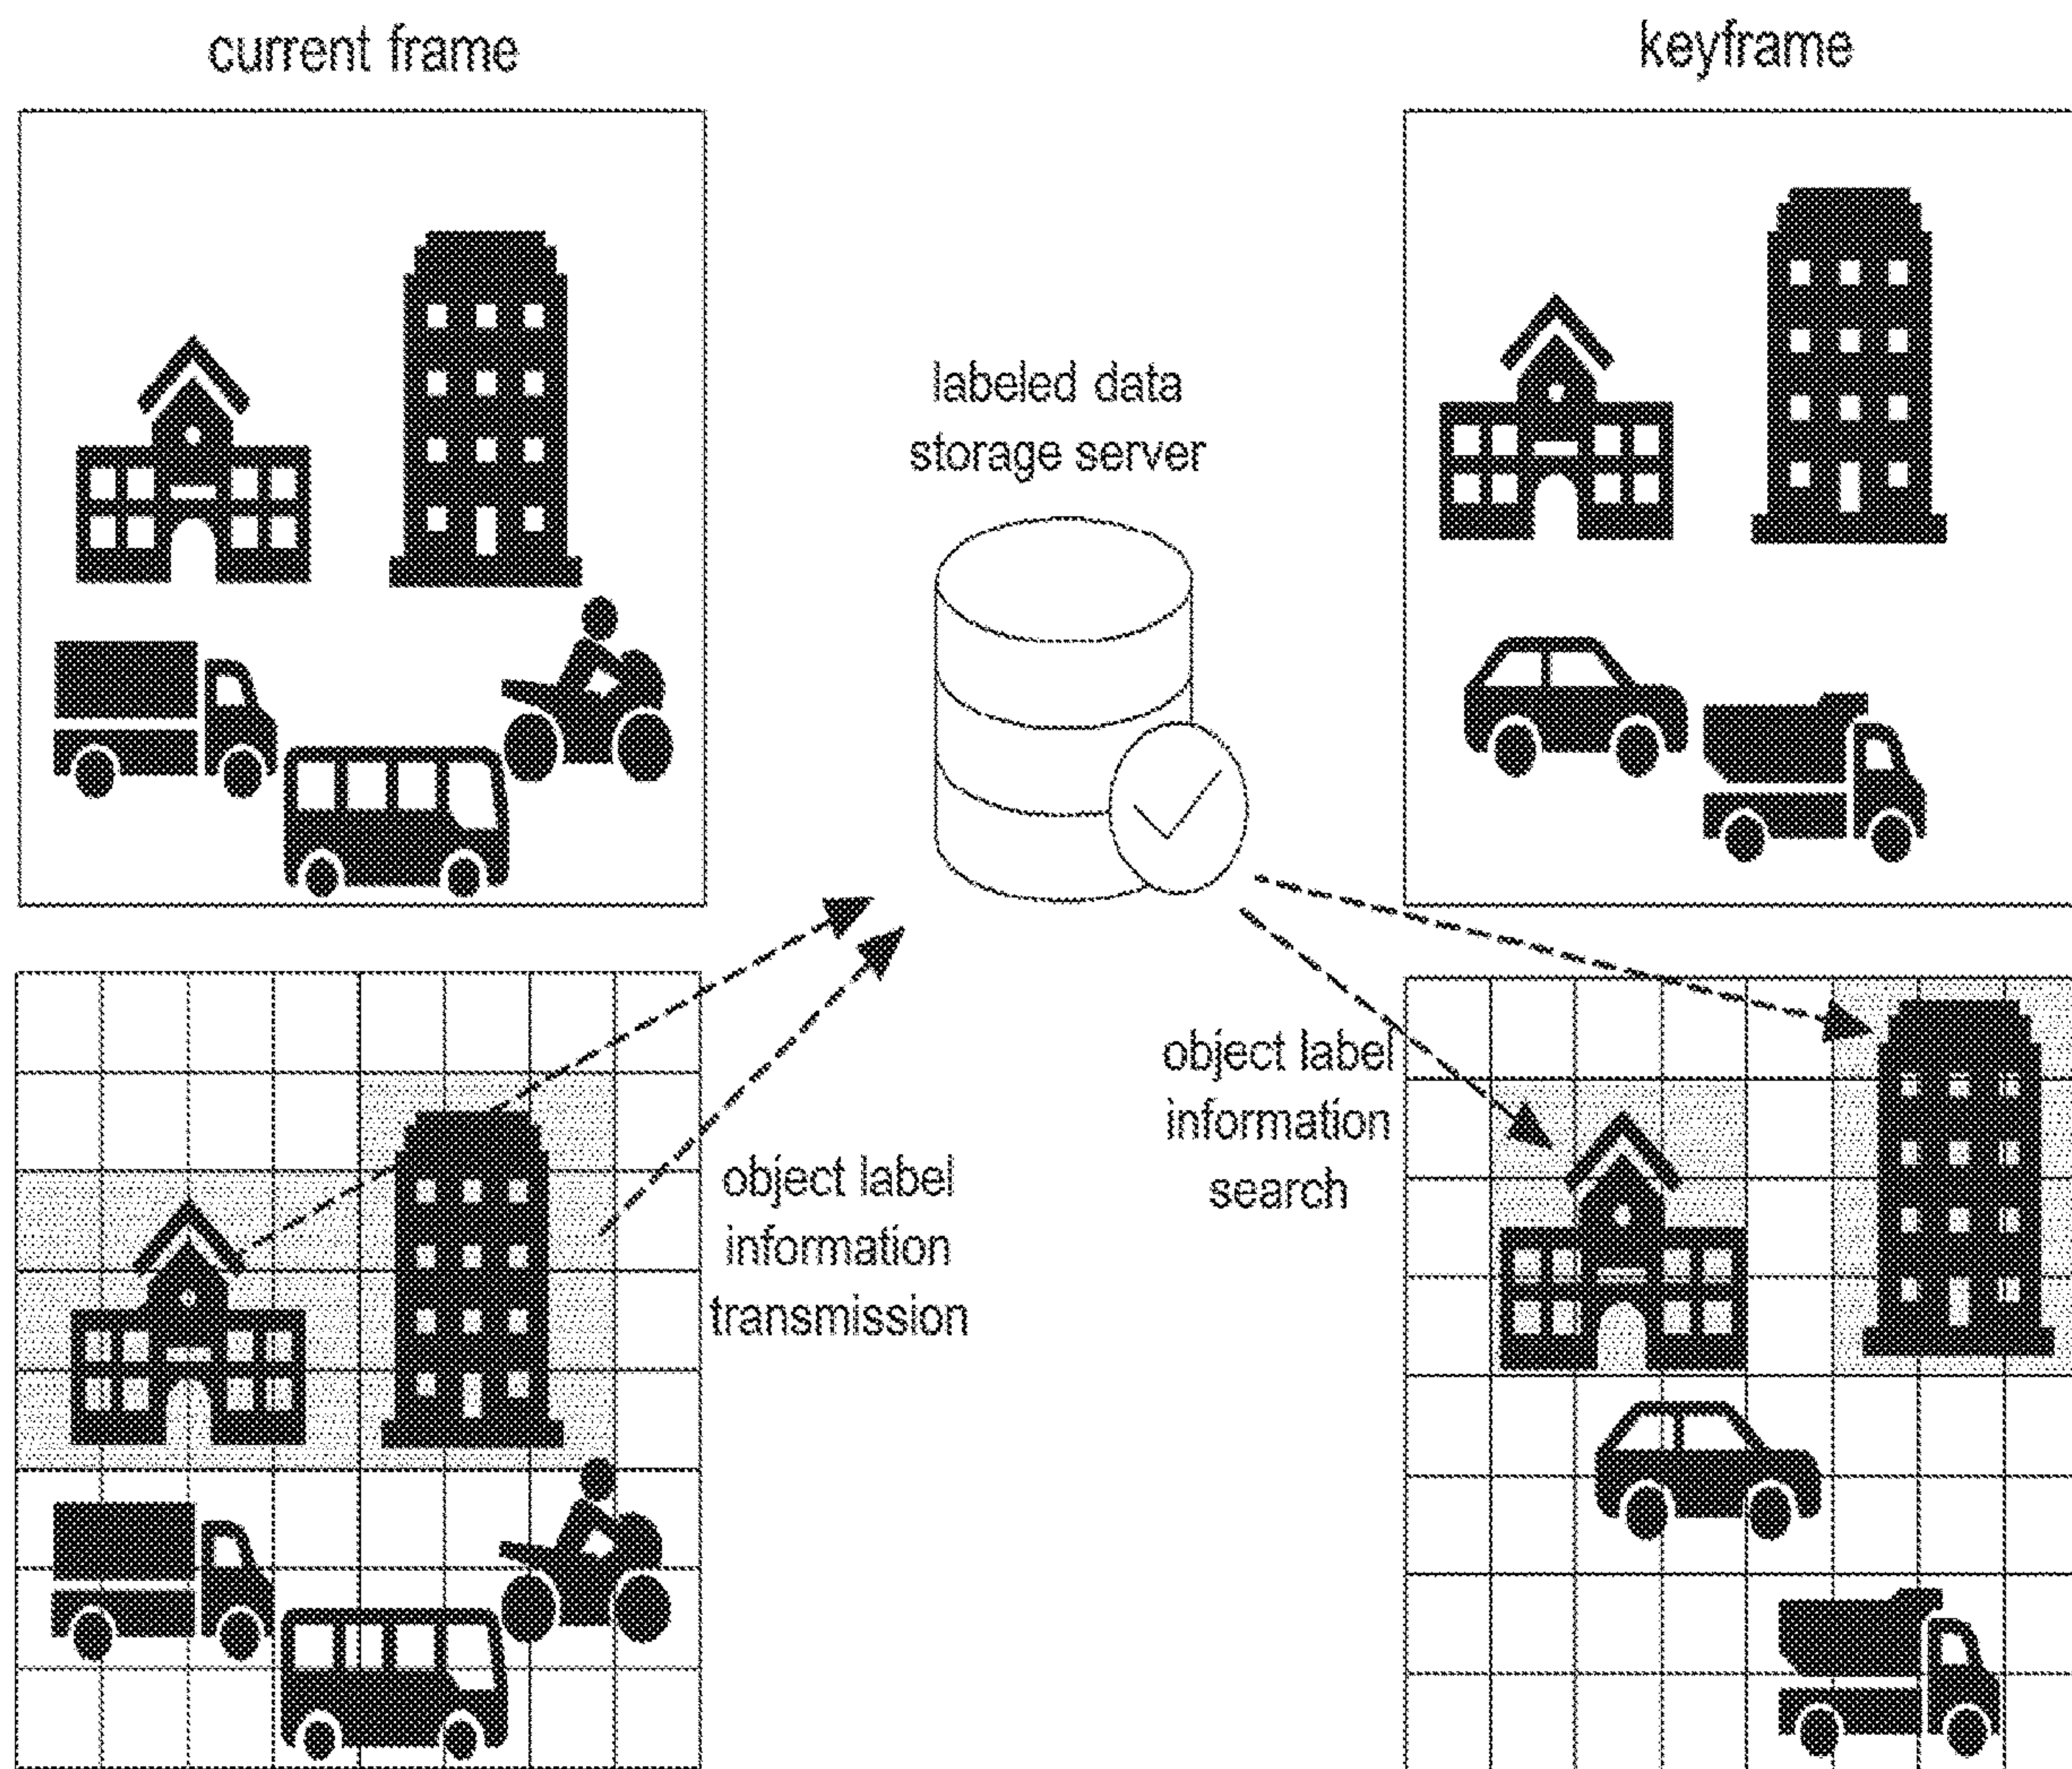 current frame
keyframe
labeled data
storage server
object label
information
transmission
object label
information
search